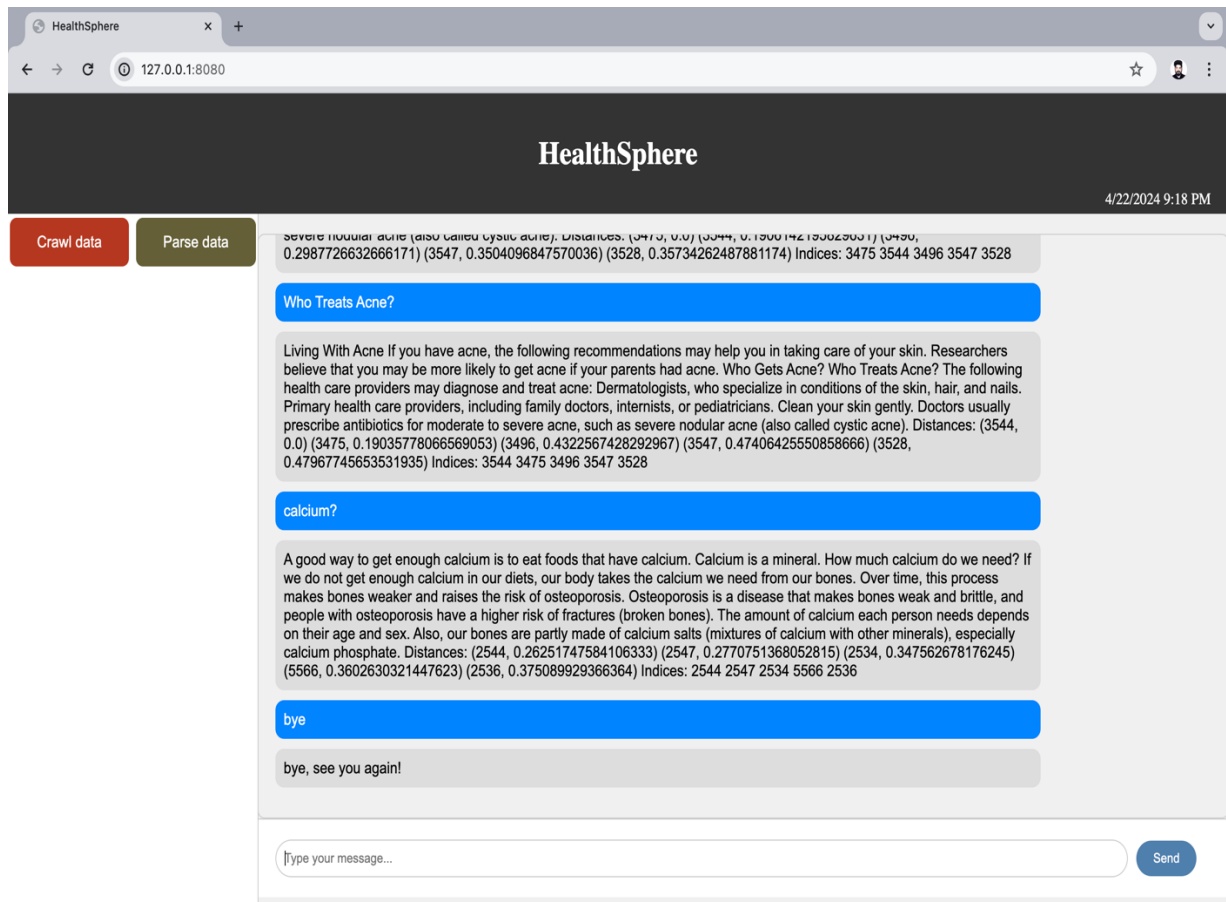 HealthSphere
127.0.0.1:8080
HealthSphere
4/22/2024 9:18 PM
Crawl data
Parse data
severe nodular acne (also called cystic acne). Distances: (3475, 0.0) (3544, (3496,
0.2987726632666171) (3547, 0.3504096847570036) (3528, 0.35734262487881174) Indices: 3475 3544 3496 3547 3528
Who Treats Acne?
Living With Acne If you have acne, the following recommendations may help you in taking care of your skin. Researchers
believe that you may be more likely to get acne if your parents had acne. Who Gets Acne? Who Treats Acne? The following
health care providers may diagnose and treat acne: Dermatologists, who specialize in conditions of the skin, hair, and nails.
Primary health care providers, including family doctors, internists, or pediatricians. Clean your skin gently. Doctors usually
prescribe antibiotics for moderate to severe acne, such as severe nodular acne (also called cystic acne). Distances: (3544,
0.0) (3475, 0.19035778066569053) (3496, 0.4322567428292967) (3547, 0.47406425550858666) (3528,
0.47967745653531935) Indices: 3544 3475 3496 3547 3528
calcium?
A good way to get enough calcium is to eat foods that have calcium. Calcium is a mineral. How much calcium do we need? If
we do not get enough calcium in our diets, our body takes the calcium we need from our bones. Over time, this process
makes bones weaker and raises the risk of osteoporosis. Osteoporosis is a disease that makes bones weak and brittle, and
people with osteoporosis have a higher risk of fractures (broken bones). The amount of calcium each person needs depends
on their age and sex. Also, our bones are partly made of calcium salts (mixtures of calcium with other minerals), especially
calcium phosphate. Distances: (2544, 0.26251747584106333) (2547, 0.2770751368052815) (2534, 0.347562678176245)
(5566, 0.3602630321447623) (2536, 0.375089929366364) Indices: 2544 2547 2534 5566 2536
bye
bye, see you again!
Type your message...
Send